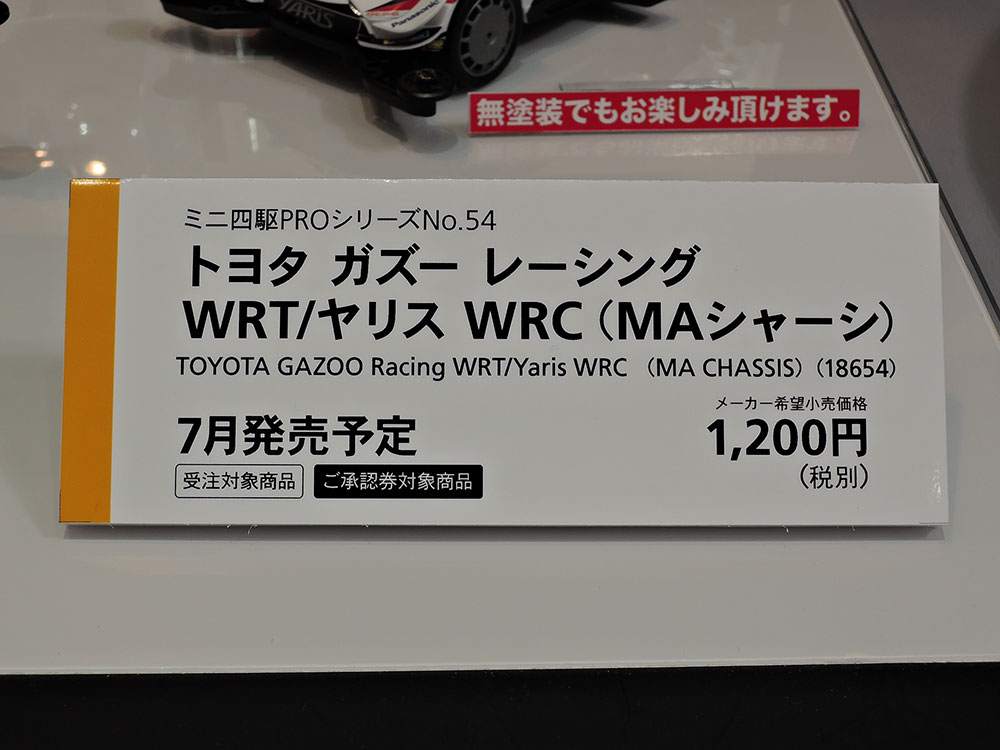 YARIS
Panasonic
無塗装でもお楽しみ頂けます。
ミニ四駆PROシリーズNo.54
トヨタ ガズー レーシング
WRT/ヤリス WRC（MAシャーシ）
TOYOTA GAZOO Racing WRT/Yaris WRC （MA CHASSIS）（18654）
メーカー希望小売価格
7月発売予定
1,200円
（税別）
受注対象商品 ご承認券対象商品